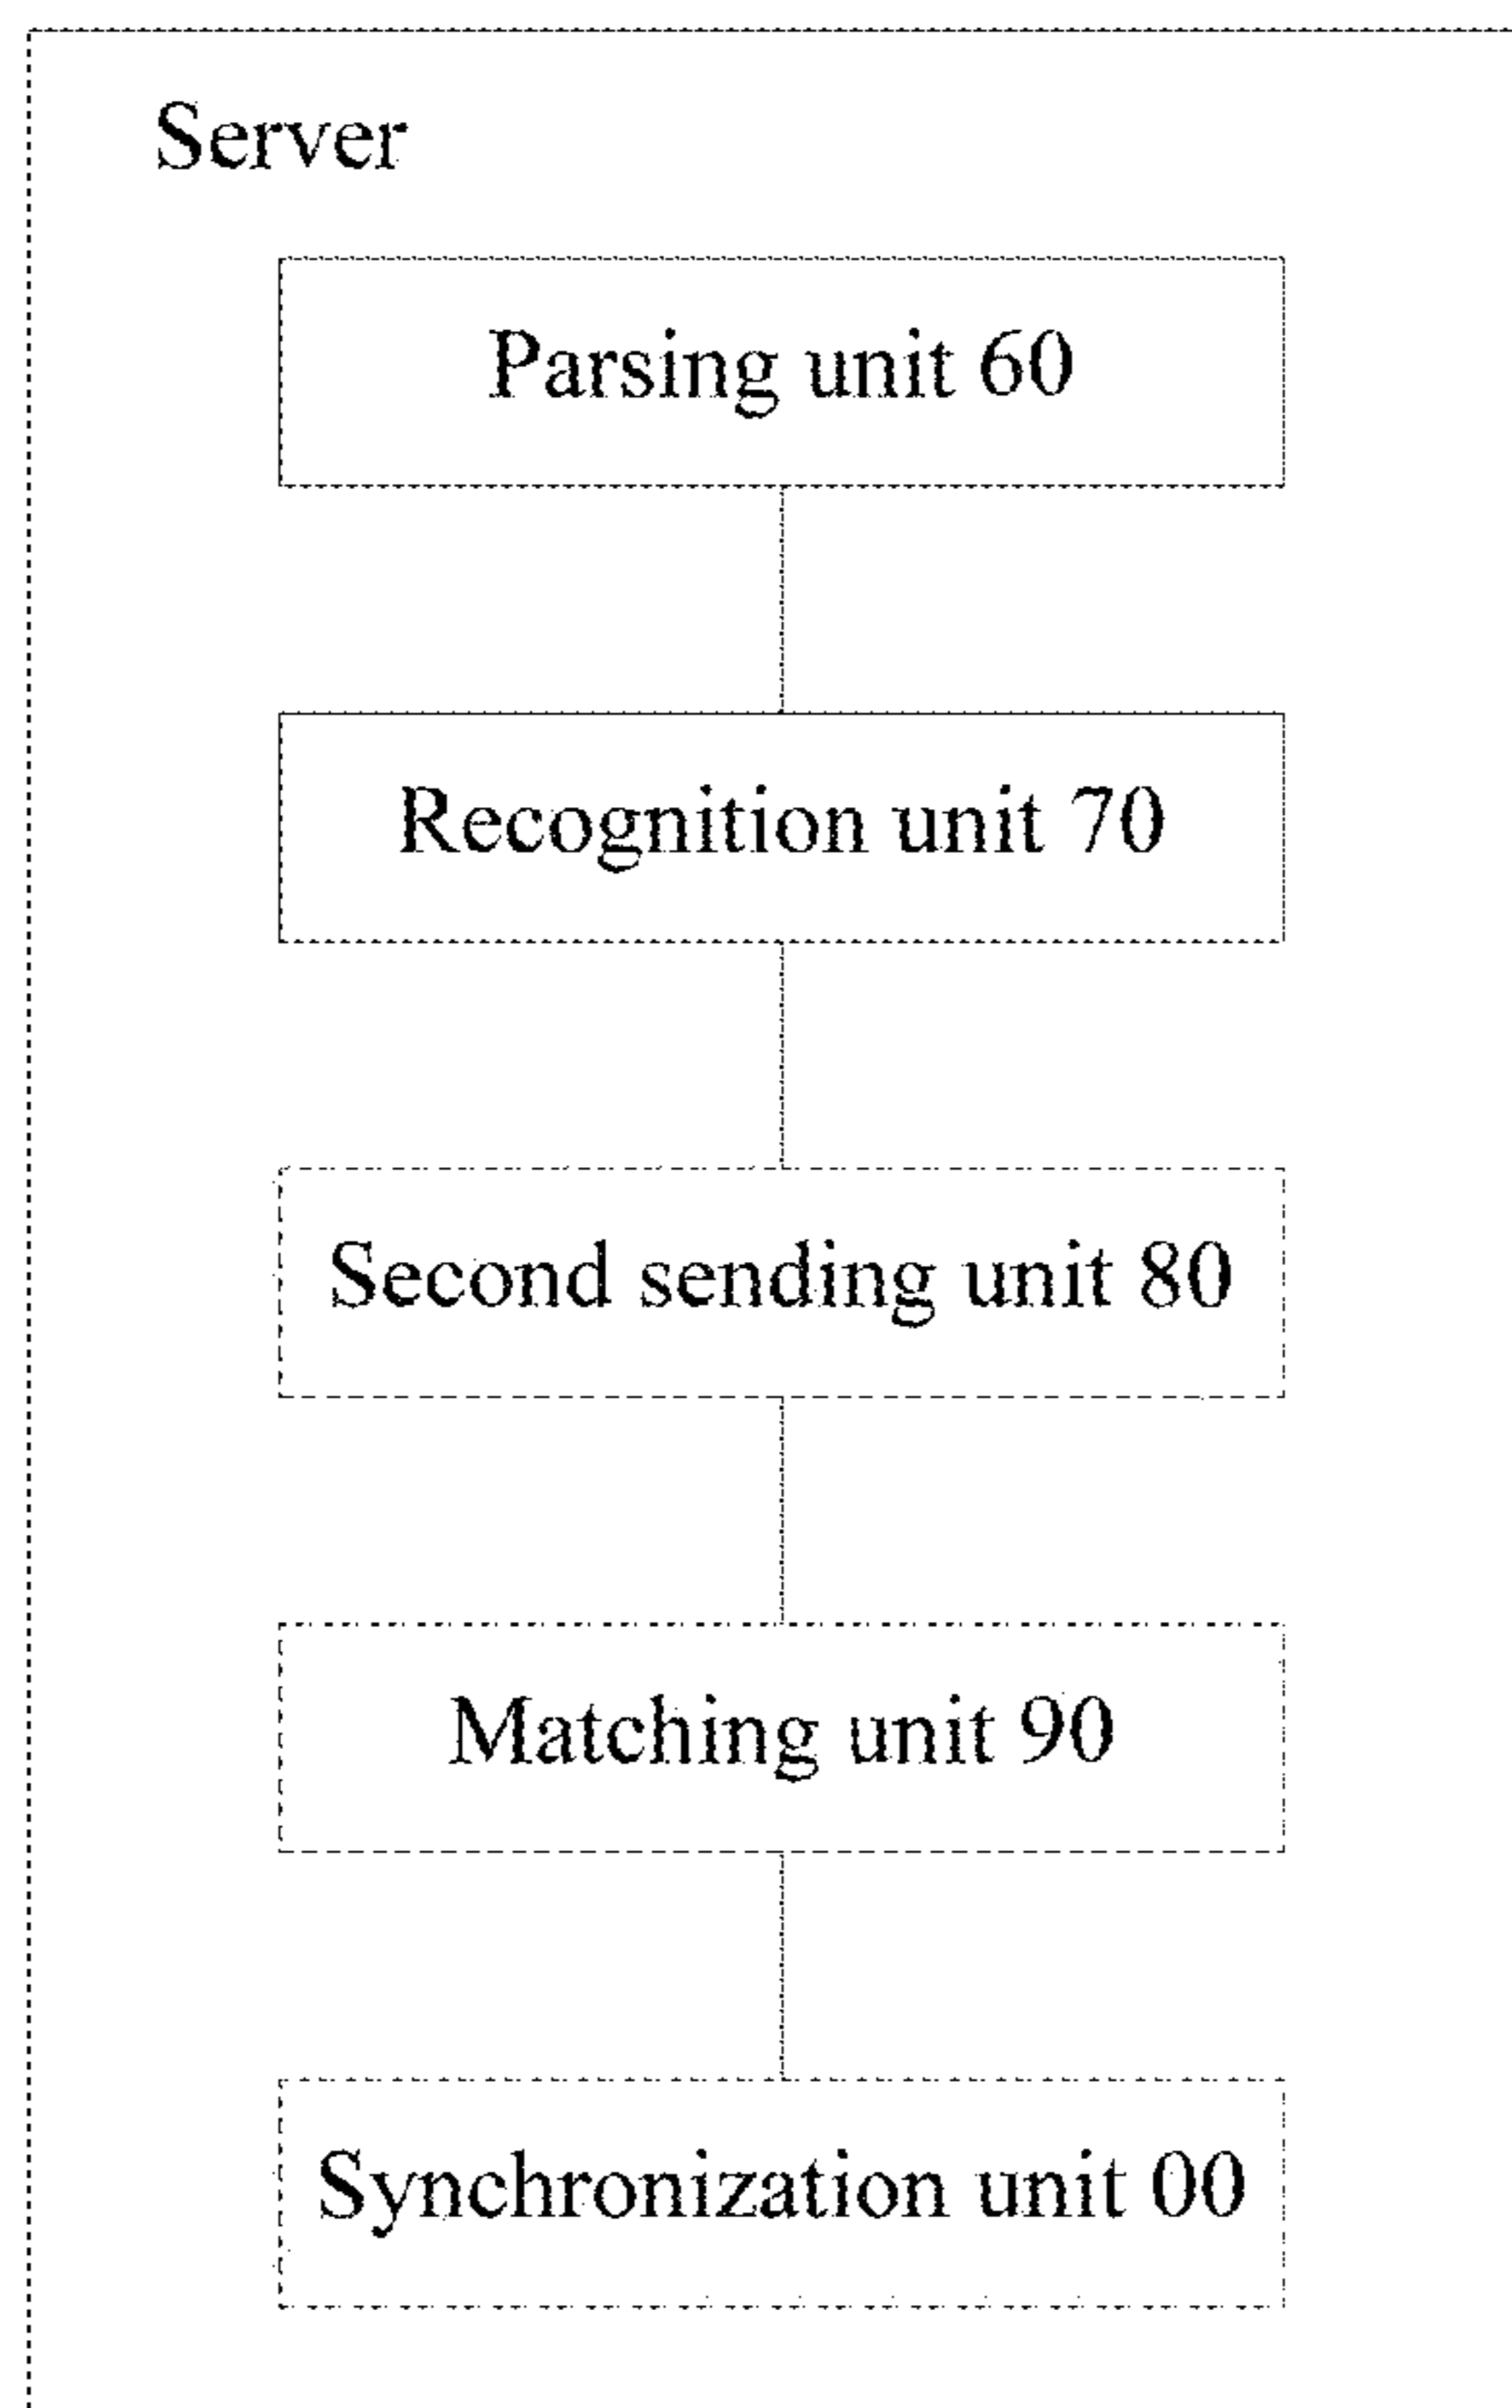 Server
Parsing unit 60
Recognition unit 70
Second sending unit 80
Matching unit 90
Synchronization unit 00